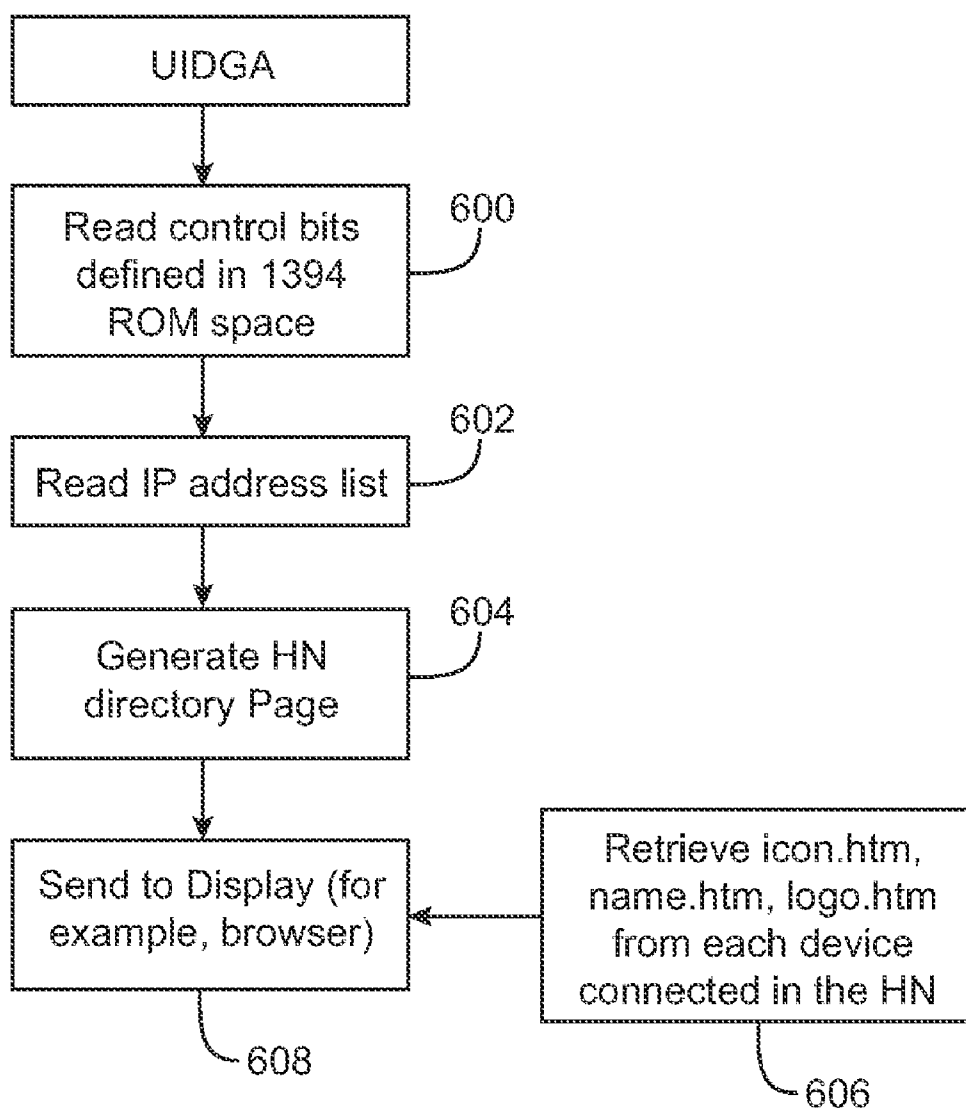 UIDGA
Read control bits
defined in 1394
ROM space
600
Read IP address list
602
Generate HN
directory Page
604
Send to Display (for
example, browser)
608
Retrieve icon.htm,
name.htm, logo.htm
from each device
connected in the HN
606